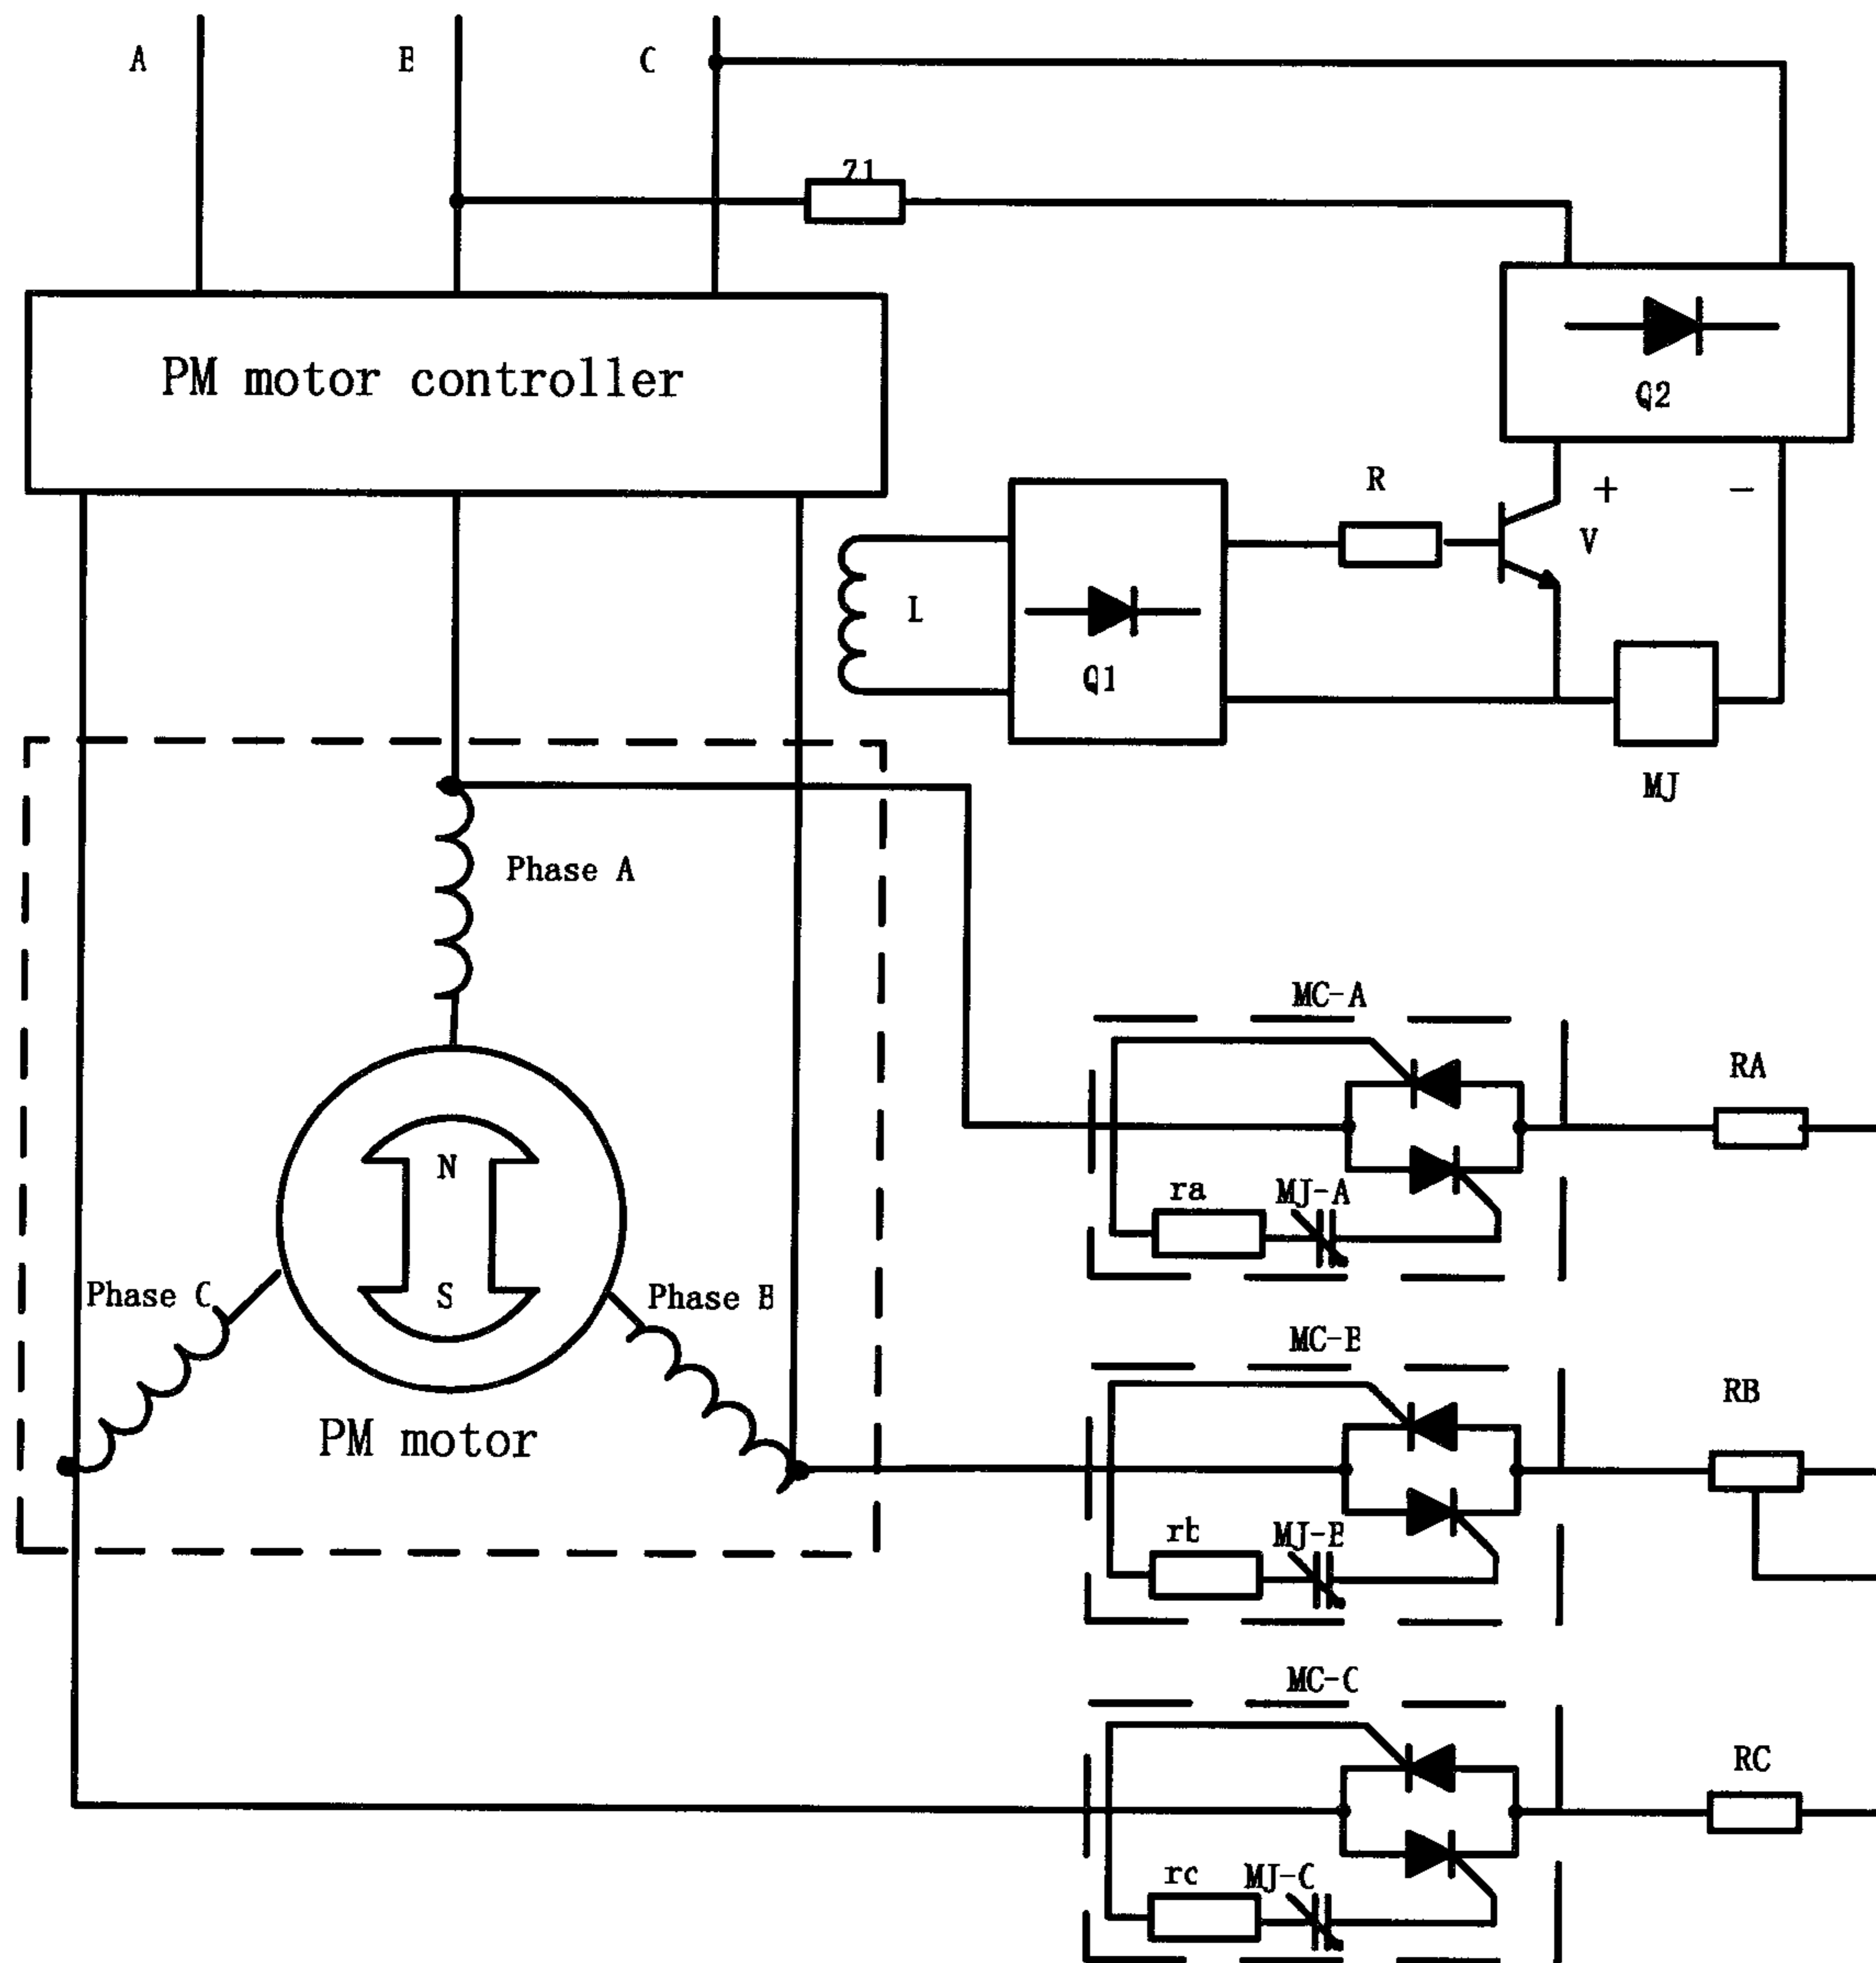 A B C
Z1
PM motor controller
Q2
R
+ −
V
L
Q1
MJ
Phase A
MC-A
RA
N
ra MJ-A
S
Phase C
Phase B
MC-B
RB
PM motor
rb MJ-B
MC-C
RC
rc MJ-C